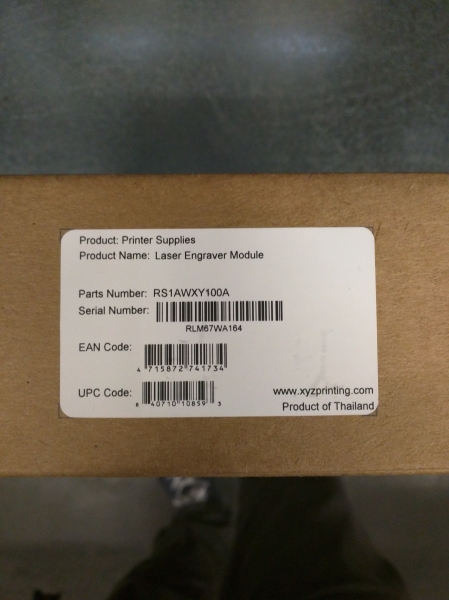 Product: Printer Supplies
Product Name: Laser Engraver Module
Parts Number: RS1AWXY100A
Serial Number:
RLM67WA164
EAN Code:
4 715872 741734
UPC Code:
8 40710 10859 3
www.xyzprinting.com
Product of Thailand